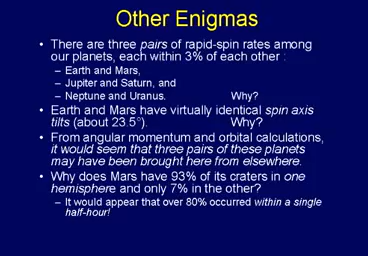 Other Enigmas
• There are three pairs of rapid-spin rates among
our planets, each within 3% of each other :
– Earth and Mars,
– Jupiter and Saturn, and
– Neptune and Uranus. Why?
• Earth and Mars have virtually identical spin axis
tilts (about 23.5°). Why?
• From angular momentum and orbital calculations,
it would seem that three pairs of these planets
may have been brought here from elsewhere.
• Why does Mars have 93% of its craters in one
hemisphere and only 7% in the other?
– It would appear that over 80% occurred within a single
half-hour!